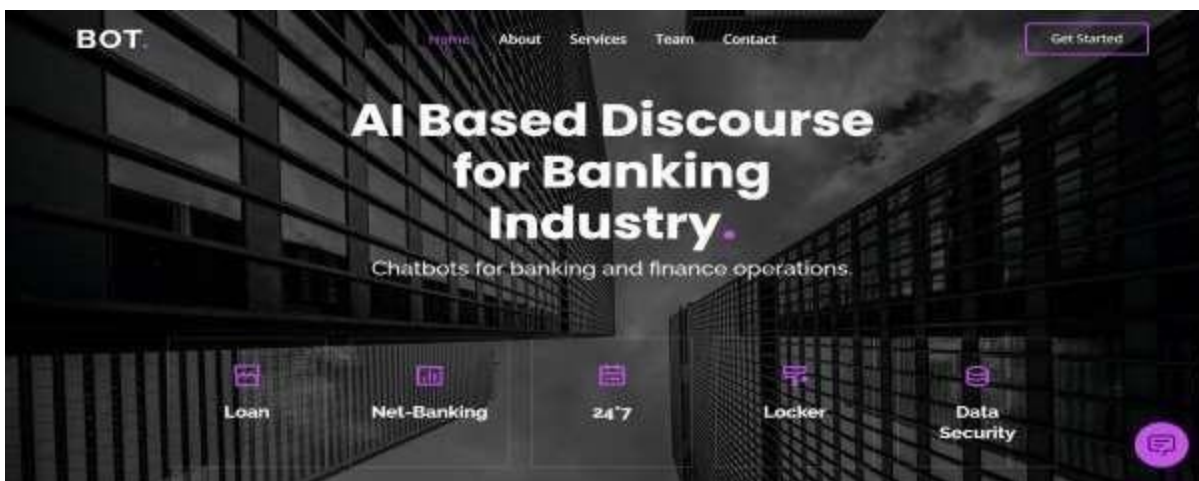 BOT.
Home About Services Team Contact
Get Started
AI Based Discourse
for Banking
Industry.
Chatbots for banking and finance operations.
Loan Net-Banking 24*7 Locker Data
Security